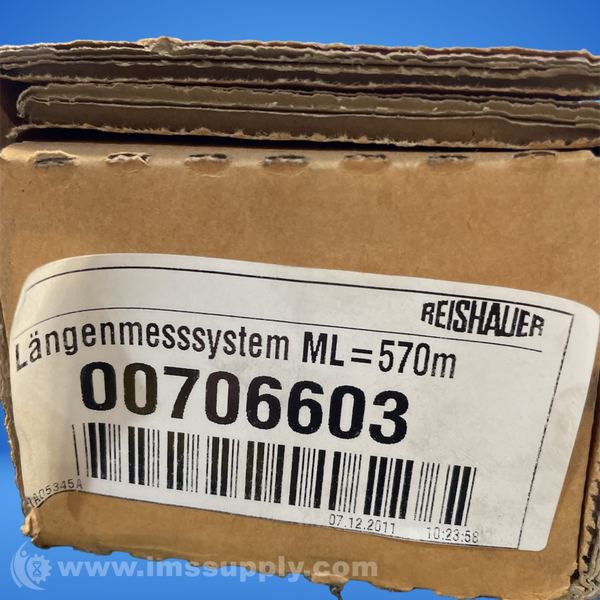 REISHAUER
Längenmesssystem ML=570m
00706603
07.12.2011 10:23:58
www.imssupply.com